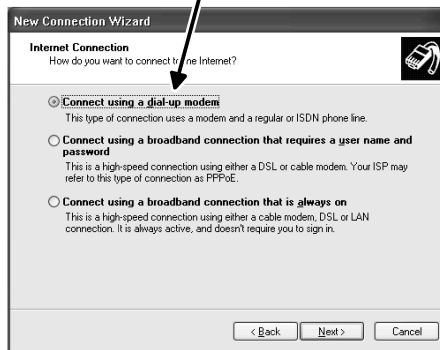 New Connection Wizard
Internet Connection
How do you want to connect to the Internet?
Connect using a dial-up modem
This type of connection uses a modem and a regular or ISDN phone line.
Connect using a broadband connection that requires a user name and
password
This is a high-speed connection using either a DSL or cable modem. Your ISP may
refer to this type of connection as PPPoE.
Connect using a broadband connection that is always on
This is a high-speed connection using either a cable modem, DSL or LAN
connection. It is always active, and doesn't require you to sign in.
< Back Next > Cancel